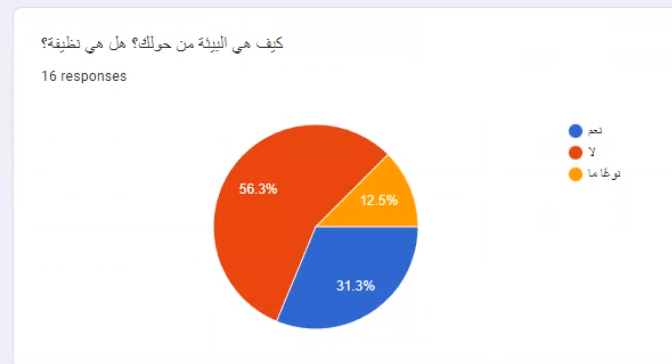 كيف هي البيئة من حولك؟ هل هي نظيفة؟
16 responses
نعم
لا
نوعًا ما
56.3%
12.5%
31.3%